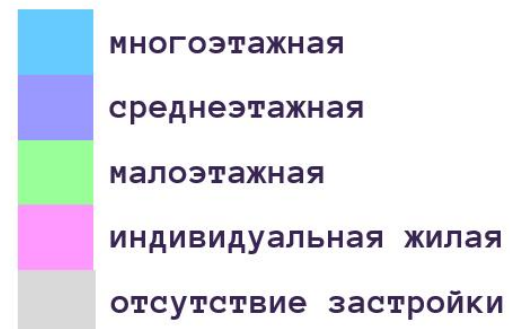 многоэтажная
среднеэтажная
малоэтажная
индивидуальная жилая
отсутствие застройки